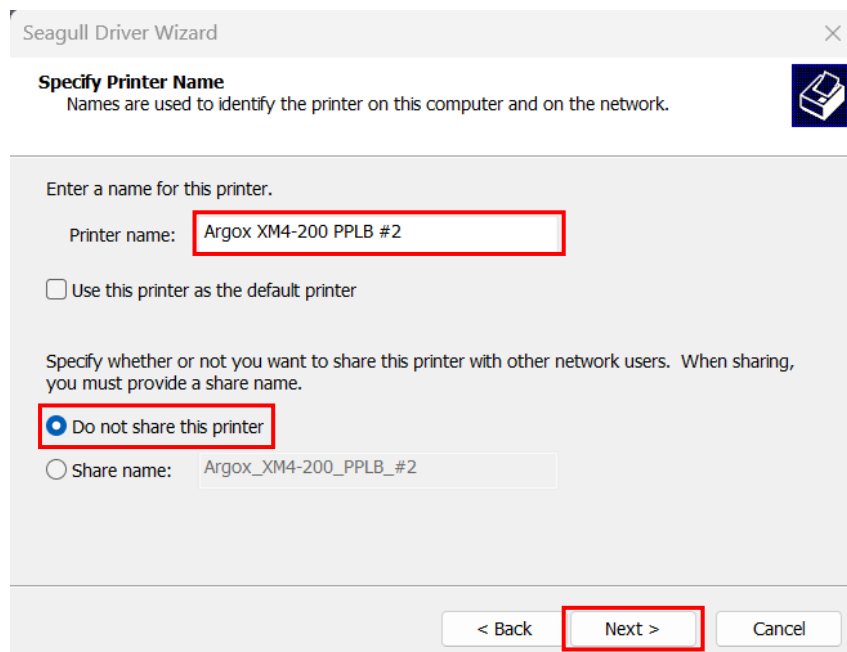 Seagull Driver Wizard
Specify Printer Name
Names are used to identify the printer on this computer and on the network.
Enter a name for this printer.
Printer name: Argox XM4-200 PPLB #2
Use this printer as the default printer
Specify whether or not you want to share this printer with other network users.  When sharing,
you must provide a share name.
Do not share this printer
Share name: Argox_XM4-200_PPLB_#2
< Back Next > Cancel